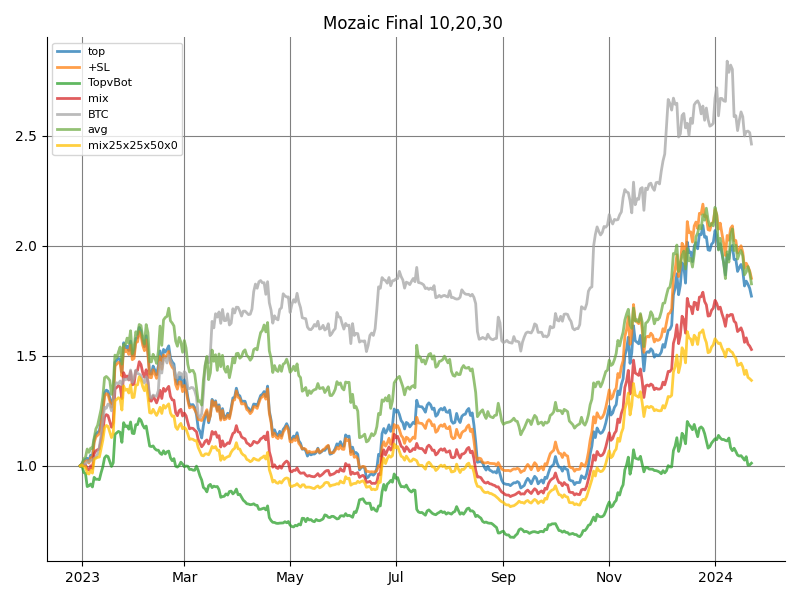 Mozaic Final 10,20,30
top
+SL
TopvBot
mix
BTC
avg
mix25x25x50x0
2.5
2.0
1.5
1.0
2023 Mar May Jul Sep Nov 2024